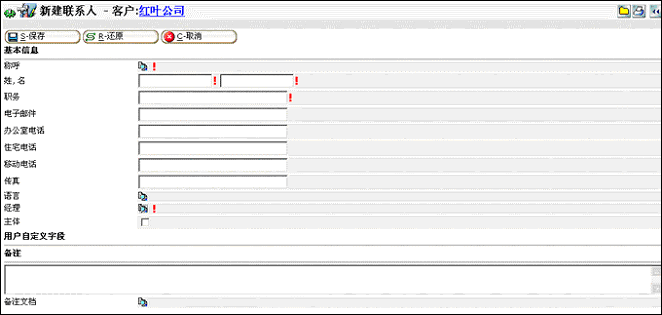 新建联系人 - 客户:红叶公司
S-保存 R-还原 C-取消
基本信息
称呼 !
姓,名 ! !
职务 !
电子邮件
办公室电话
住宅电话
移动电话
传真
语言
经理 !
主体
用户自定义字段
备注
备注文档